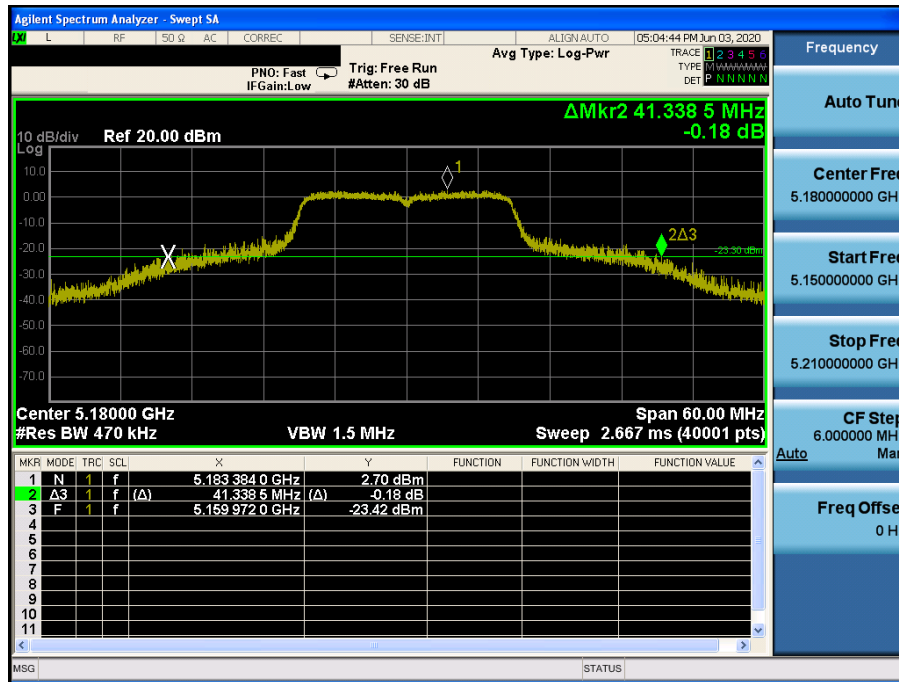 Agilent Spectrum Analyzer - Swept SA
LXI L RF 50 Ω AC CORREC SENSE:INT ALIGN AUTO 05:04:44 PM Jun 03, 2020
PNO: Fast
IFGain:Low
Trig: Free Run
#Atten: 30 dB
Avg Type: Log-Pwr
TRACE 1 2 3 4 5 6
TYPE M W W W W W
DET P N N N N N
ΔMkr2 41.338 5 MHz
-0.18 dB
10 dB/div Ref 20.00 dBm
Log
10.0
0.00
-10.0
-20.0
-30.0
-40.0
-50.0
-60.0
-70.0
1
2Δ3
-23.30 dBm
X
Center 5.18000 GHz Span 60.00 MHz
#Res BW 470 kHz VBW 1.5 MHz Sweep 2.667 ms (40001 pts)
MKR MODE TRC SCL X Y FUNCTION FUNCTION WIDTH FUNCTION VALUE
1 N 1 f 5.183 384 0 GHz 2.70 dBm
2 Δ3 1 f (Δ) 41.338 5 MHz (Δ) -0.18 dB
3 F 1 f 5.159 972 0 GHz -23.42 dBm
4
5
6
7
8
9
10
11
MSG STATUS
Frequency
Auto Tune
Center Fre
5.180000000 GH
Start Fre
5.150000000 GH
Stop Fre
5.210000000 GH
CF Step
6.000000 MH
Auto Mar
Freq Offse
0 H